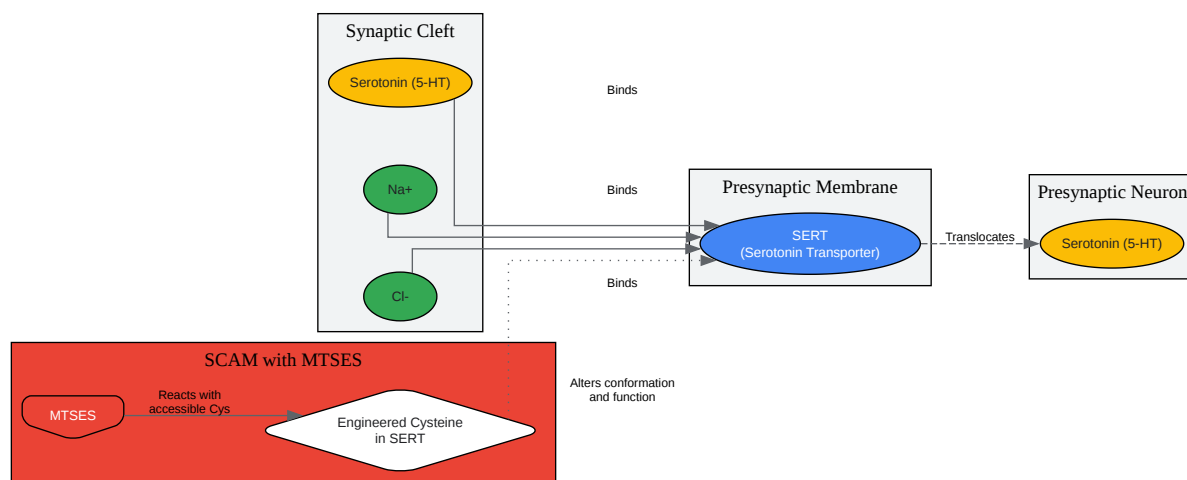 Synaptic Cleft
Serotonin (5-HT)
Binds
Na+
Binds
Presynaptic Membrane
SERT
(Serotonin Transporter)
Translocates
Presynaptic Neuron
Serotonin (5-HT)
Cl-
Binds
SCAM with MTSES
MTSES
Reacts with
accessible Cys
Engineered Cysteine
in SERT
Alters conformation
and function